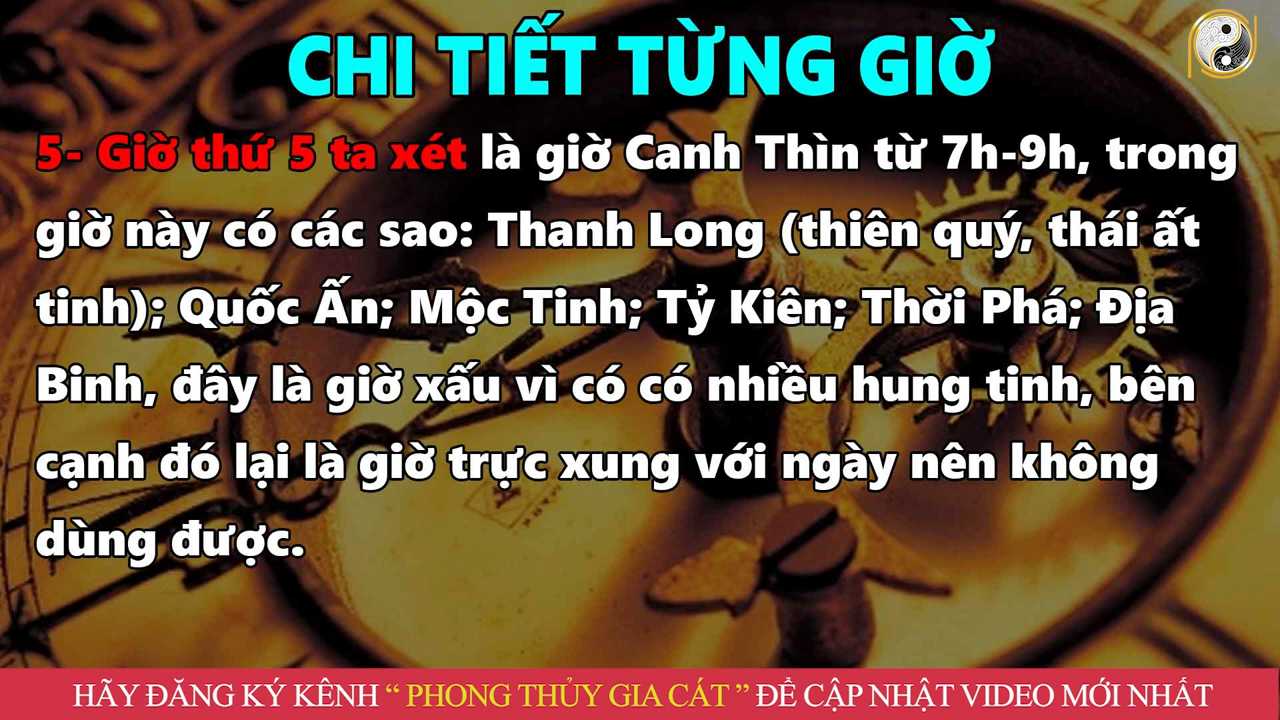 CHI TIẾT TỪNG GIỜ
5- Giờ thứ 5 ta xét là giờ Canh Thìn từ 7h-9h, trong
giờ này có các sao: Thanh Long (thiên quý, thái ất
tinh); Quốc Ấn; Mộc Tinh; Tỷ Kiên; Thời Phá; Địa
Binh, đây là giờ xấu vì có có nhiều hung tinh, bên
cạnh đó lại là giờ trực xung với ngày nên không
dùng được.
HÃY ĐĂNG KÝ KÊNH “ PHONG THỦY GIA CÁT ” ĐỂ CẬP NHẬT VIDEO MỚI NHẤT